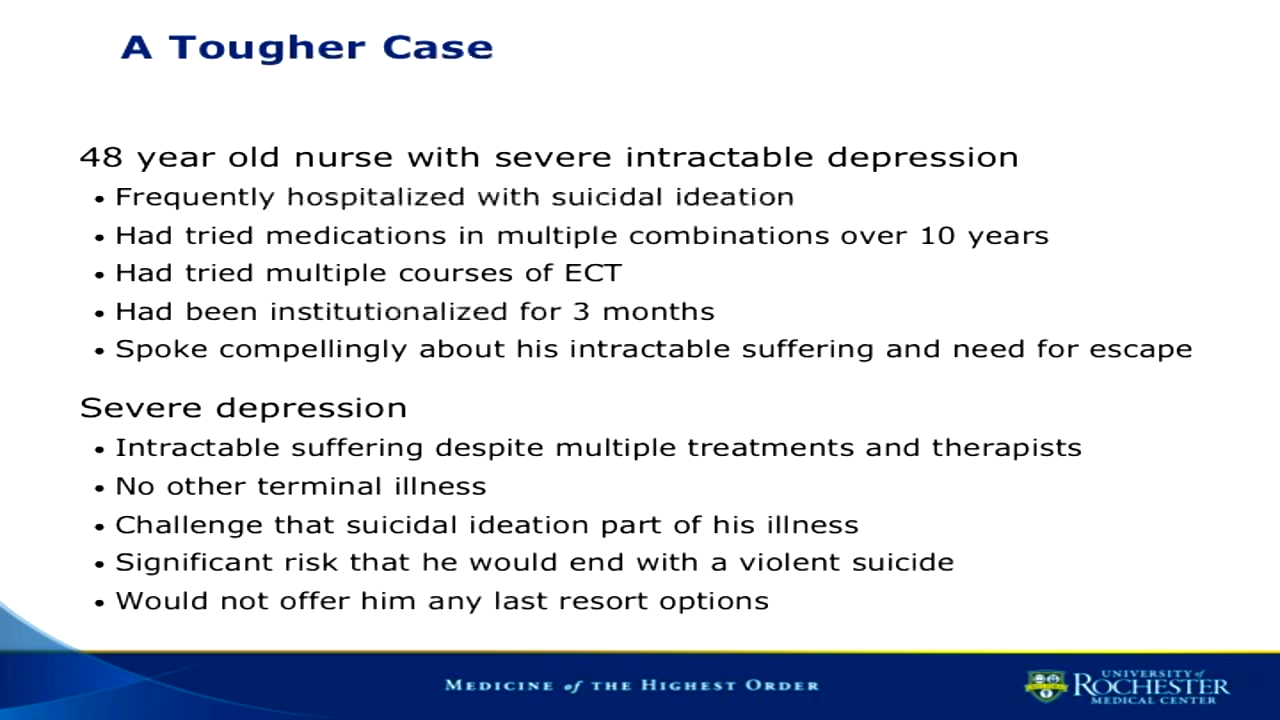 A Tougher Case
48 year old nurse with severe intractable depression
• Frequently hospitalized with suicidal ideation
• Had tried medications in multiple combinations over 10 years
• Had tried multiple courses of ECT
• Had been institutionalized for 3 months
• Spoke compellingly about his intractable suffering and need for escape
Severe depression
• Intractable suffering despite multiple treatments and therapists
• No other terminal illness
• Challenge that suicidal ideation part of his illness
• Significant risk that he would end with a violent suicide
• Would not offer him any last resort options
MEDICINE of THE HIGHEST ORDER
UNIVERSITY of
ROCHESTER
MEDICAL CENTER